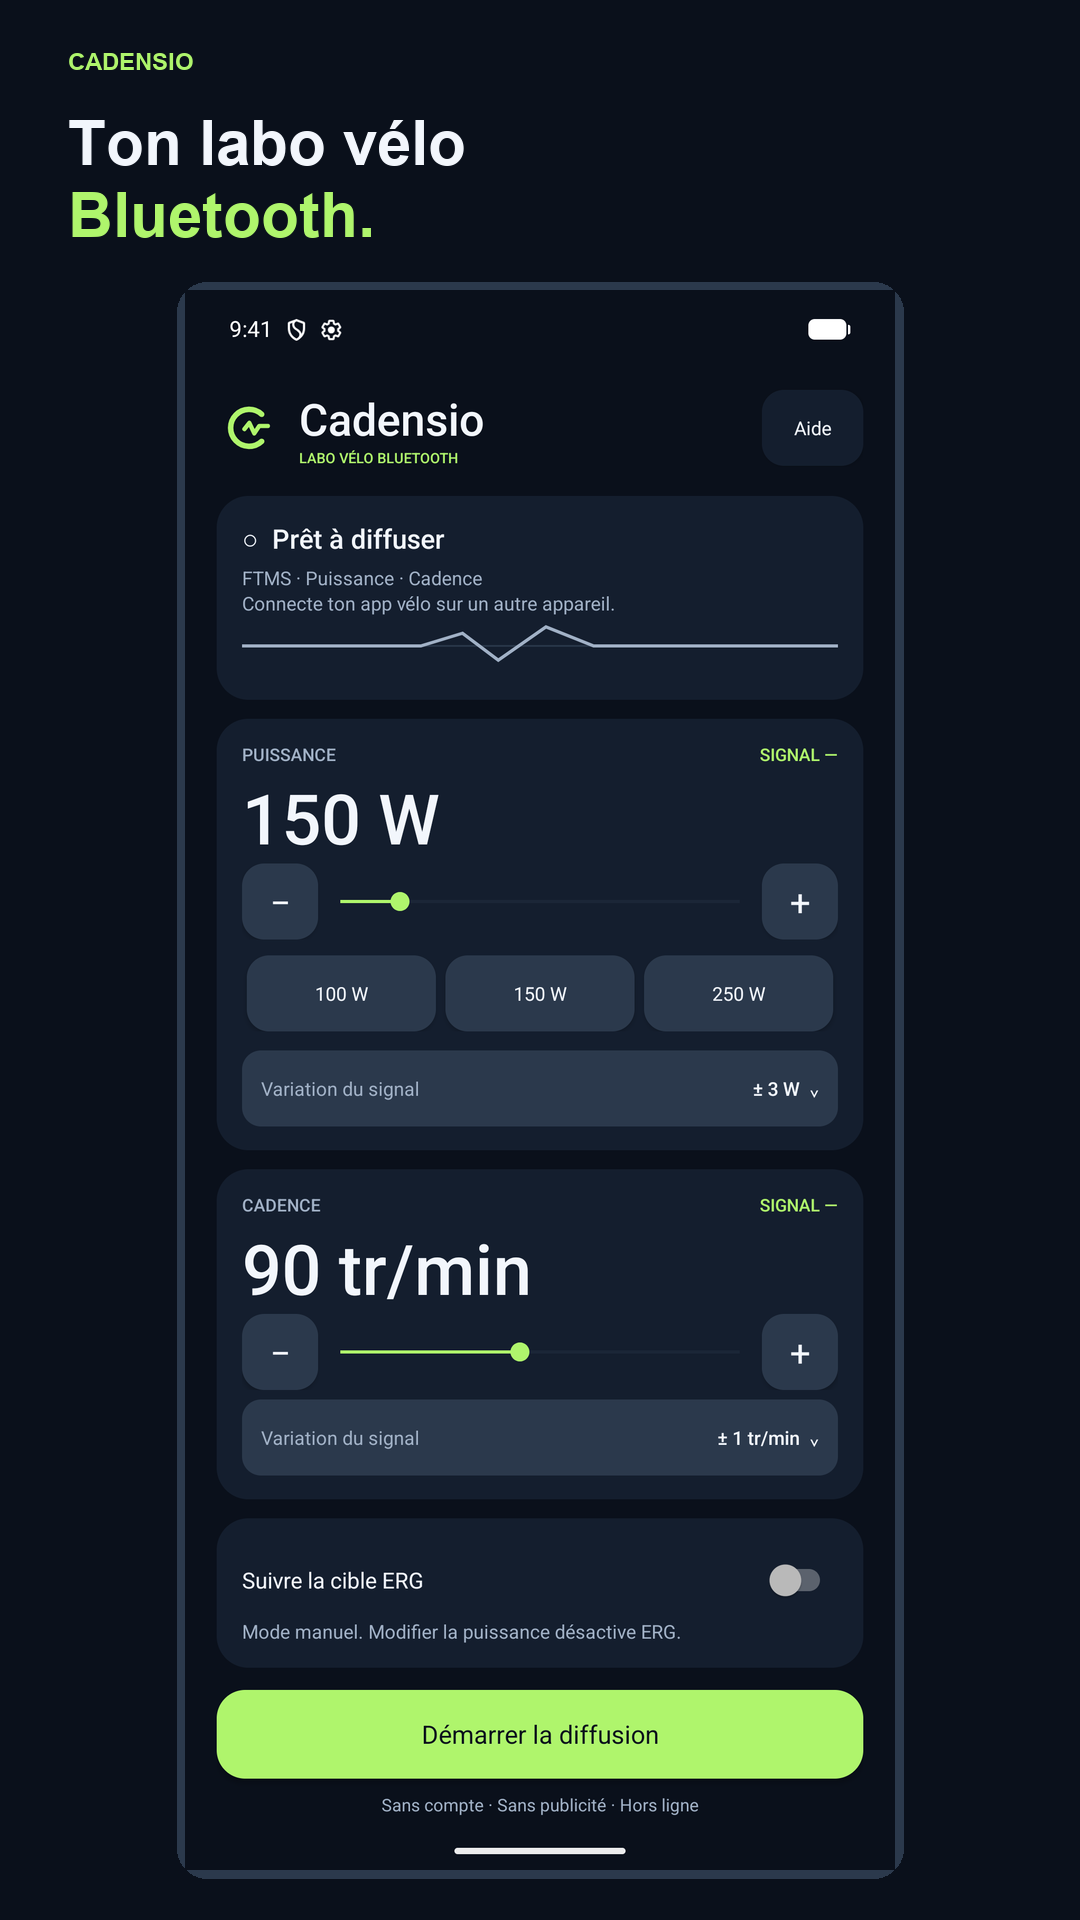 CADENSIO
Ton labo vélo
Bluetooth.
9:41
Cadensio
LABO VÉLO BLUETOOTH
Aide
Prêt à diffuser
FTMS · Puissance · Cadence
Connecte ton app vélo sur un autre appareil.
PUISSANCE
SIGNAL —
150 W
−
+
100 W
150 W
250 W
Variation du signal
± 3 W
CADENCE
SIGNAL —
90 tr/min
−
+
Variation du signal
± 1 tr/min
Suivre la cible ERG
Mode manuel. Modifier la puissance désactive ERG.
Démarrer la diffusion
Sans compte · Sans publicité · Hors ligne